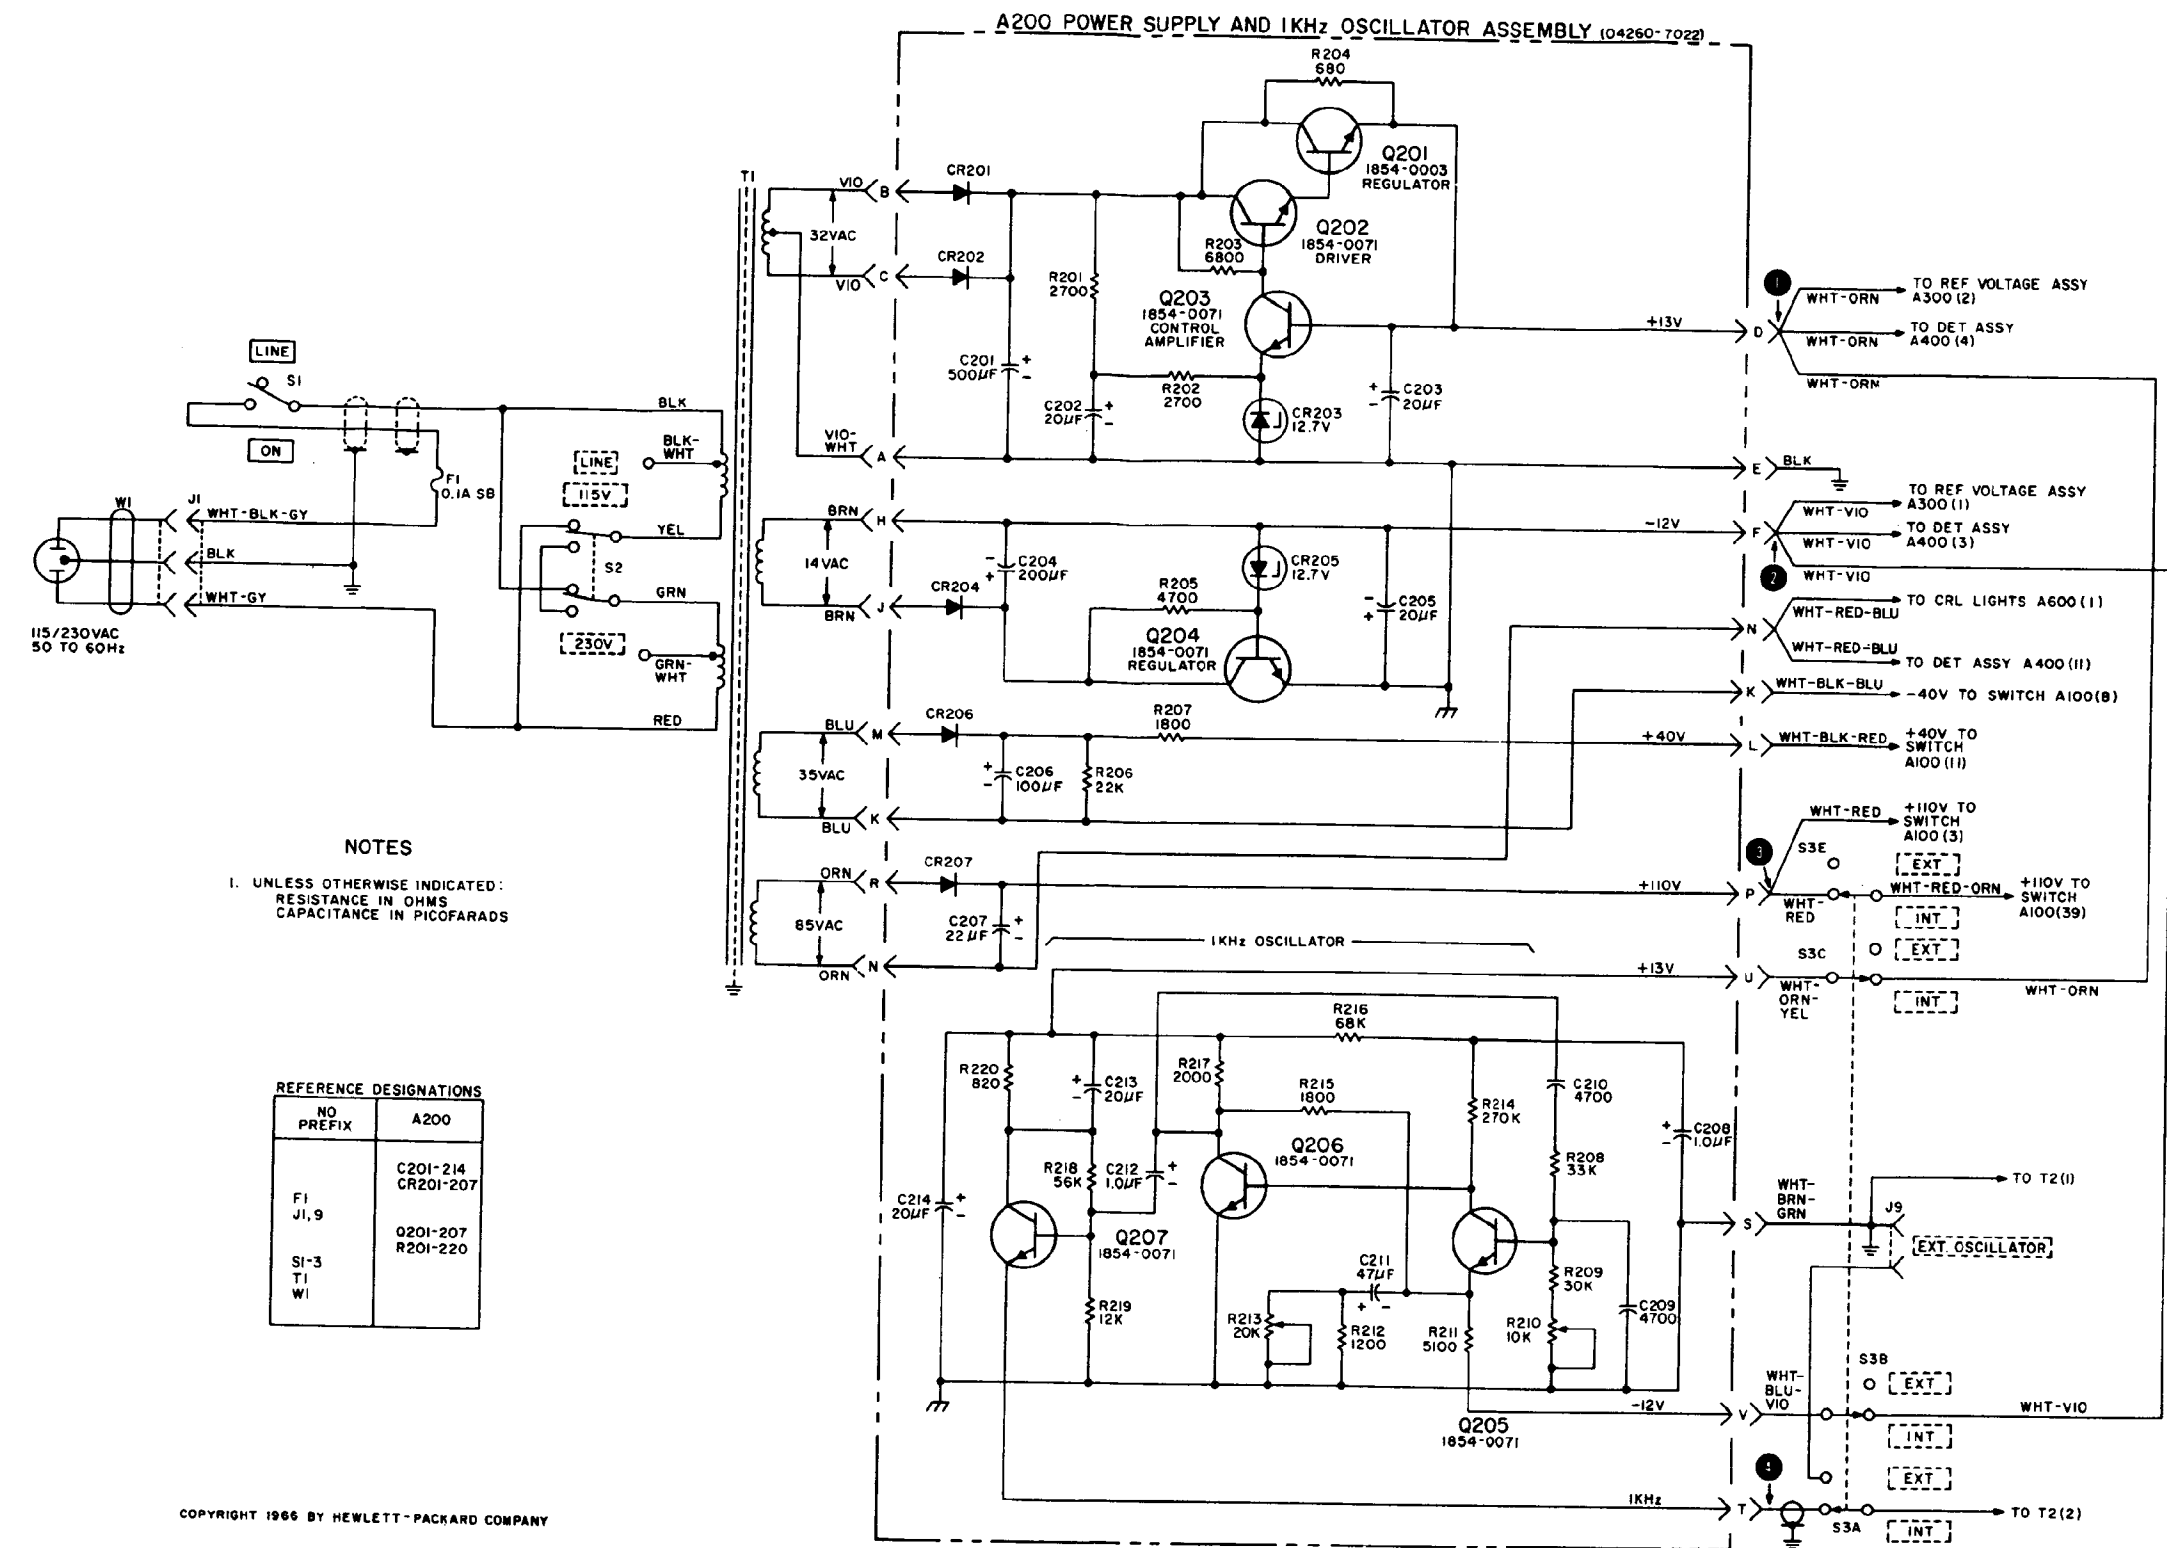 A200 POWER SUPPLY AND 1KHz OSCILLATOR ASSEMBLY (04260-7022)
R204
680
Q201
1854-0003
REGULATOR
T1
VIO
B
CR201
32VAC
Q202
1854-0071
DRIVER
R203
6800
CR202
VIO
C
R201
2700
Q203
1854-0071
CONTROL
AMPLIFIER
C201
500µF
+
-
R202
2700
C202
20µF
+
-
CR203
12.7V
+
-
C203
20µF
+13V
D
1
WHT-ORN
TO REF VOLTAGE ASSY
A300(2)
WHT-ORN
TO DET ASSY
A400(4)
WHT-ORN
LINE
S1
ON
BLK
BLK-
WHT
LINE
115V
F1
0.1A SB
VIO-
WHT
A
E
BLK
W1
J1
WHT-BLK-GY
BLK
WHT-GY
115/230VAC
50 TO 60Hz
YEL
S2
GRN
230V
GRN-
WHT
RED
BRN
H
14VAC
BRN
J
-
+
C204
200µF
CR204
R205
4700
CR205
12.7V
Q204
1854-0071
REGULATOR
-
+
C205
20µF
-12V
F
2
WHT-VIO
TO REF VOLTAGE ASSY
A300(1)
WHT-VIO
TO DET ASSY
A400(3)
WHT-VIO
N
WHT-RED-BLU
TO CRL LIGHTS A600(1)
WHT-RED-BLU
TO DET ASSY A400(11)
K
WHT-BLK-BLU
-40V TO SWITCH A100(8)
BLU
M
CR206
R207
1800
+40V
L
WHT-BLK-RED
+40V TO
SWITCH
A100(11)
35VAC
+
-
C206
100µF
R206
22K
BLU
K
WHT-RED
+110V TO
SWITCH
A100(3)
NOTES
1. UNLESS OTHERWISE INDICATED:
RESISTANCE IN OHMS
CAPACITANCE IN PICOFARADS
ORN
R
CR207
85VAC
C207
22µF
+
-
ORN
N
+110V
P
3
WHT-
RED
S3E
EXT
WHT-RED-ORN
INT
+110V TO
SWITCH
A100(39)
1KHz OSCILLATOR
S3C
EXT
+13V
U
WHT-
ORN-
YEL
INT
WHT-ORN
R216
68K
R220
820
+
-
C213
20µF
R217
2000
R215
1800
R214
270K
C210
4700
+
-
C208
1.0µF
Q206
1854-0071
R208
33K
R218
56K
C212
1.0µF
+
-
C214
20µF
+
-
Q207
1854-0071
C211
47µF
+
-
R209
30K
R219
12K
R213
20K
R212
1200
R211
5100
R210
10K
C209
4700
WHT-
BRN-
GRN
S
J9
TO T2(1)
EXT OSCILLATOR
REFERENCE DESIGNATIONS
NO
PREFIX
A200
C201-214
CR201-207
F1
J1,9
Q201-207
R201-220
S1-3
T1
W1
S3B
EXT
WHT-
BLU-
VIO
-12V
V
WHT-VIO
INT
Q205
1854-0071
EXT
4
1KHz
T
S3A
INT
TO T2(2)
COPYRIGHT 1966 BY HEWLETT-PACKARD COMPANY